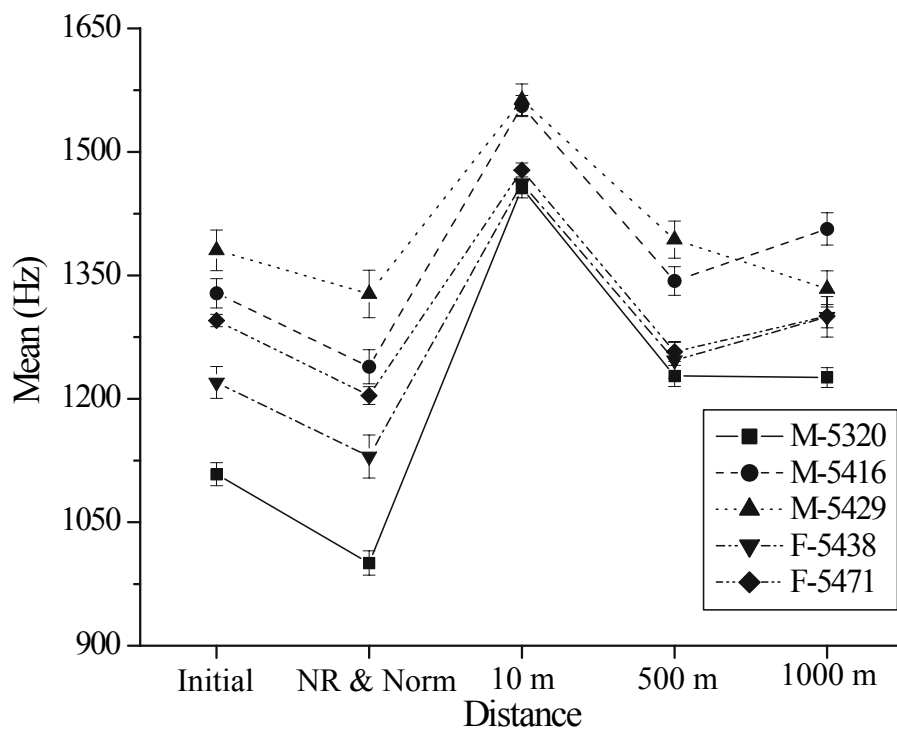 1650
1500
1350
1200
1050
900
Mean (Hz)
M-5320
M-5416
M-5429
F-5438
F-5471
Initial NR & Norm 10 m 500 m 1000 m
Distance